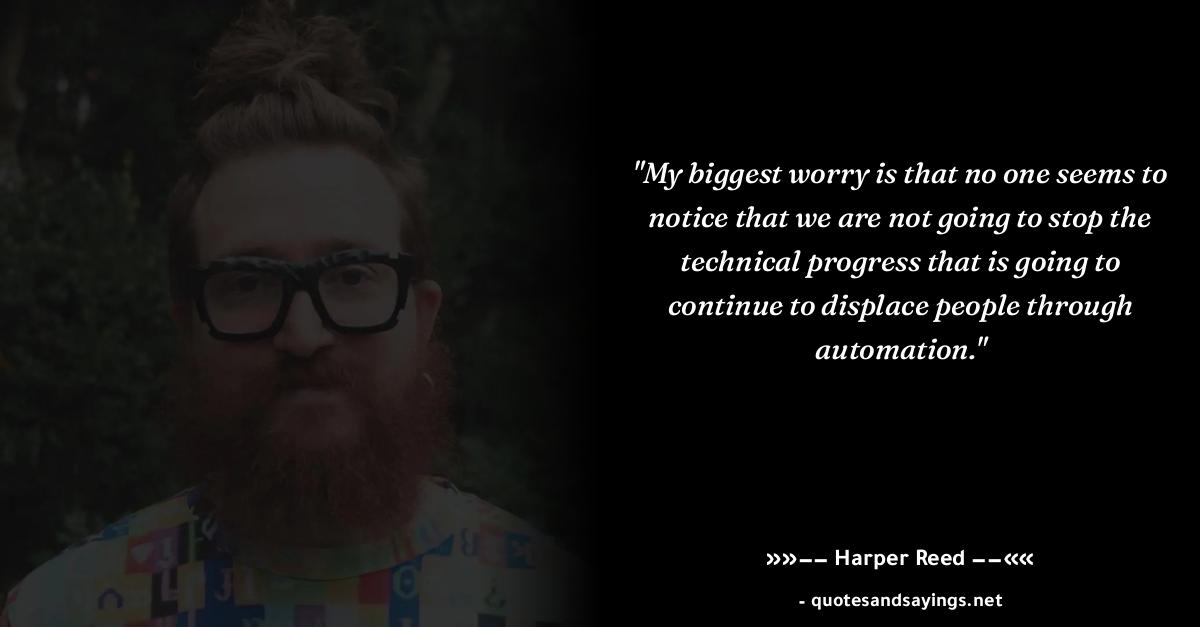 "My biggest worry is that no one seems to
notice that we are not going to stop the
technical progress that is going to
continue to displace people through
automation."
»»−− Harper Reed −−««
- quotesandsayings.net